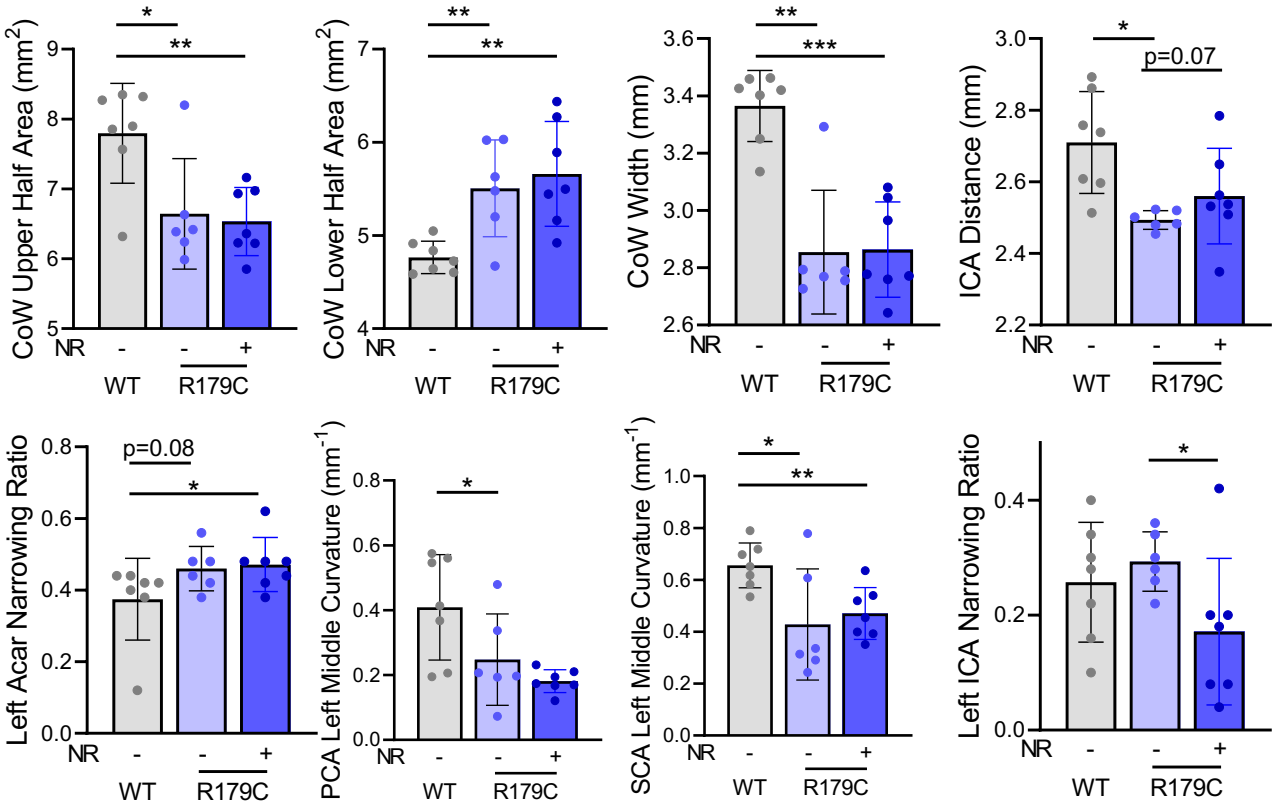 CoW Upper Half Area (mm²)
*
**
9
8
7
6
5
NR - - +
WT R179C
CoW Lower Half Area (mm²)
**
**
7
6
5
4
NR - - +
WT R179C
CoW Width (mm)
**
***
3.6
3.4
3.2
3.0
2.8
2.6
NR - - +
WT R179C
ICA Distance (mm)
*
p=0.07
3.0
2.8
2.6
2.4
2.2
NR - - +
WT R179C
Left Acar Narrowing Ratio
p=0.08
*
0.8
0.6
0.4
0.2
0.0
NR - - +
WT R179C
PCA Left Middle Curvature (mm⁻¹)
*
0.8
0.6
0.4
0.2
0.0
NR - - +
WT R179C
SCA Left Middle Curvature (mm⁻¹)
*
**
1.0
0.8
0.6
0.4
0.2
0.0
NR - - +
WT R179C
Left ICA Narrowing Ratio
*
0.4
0.2
0.0
NR - - +
WT R179C